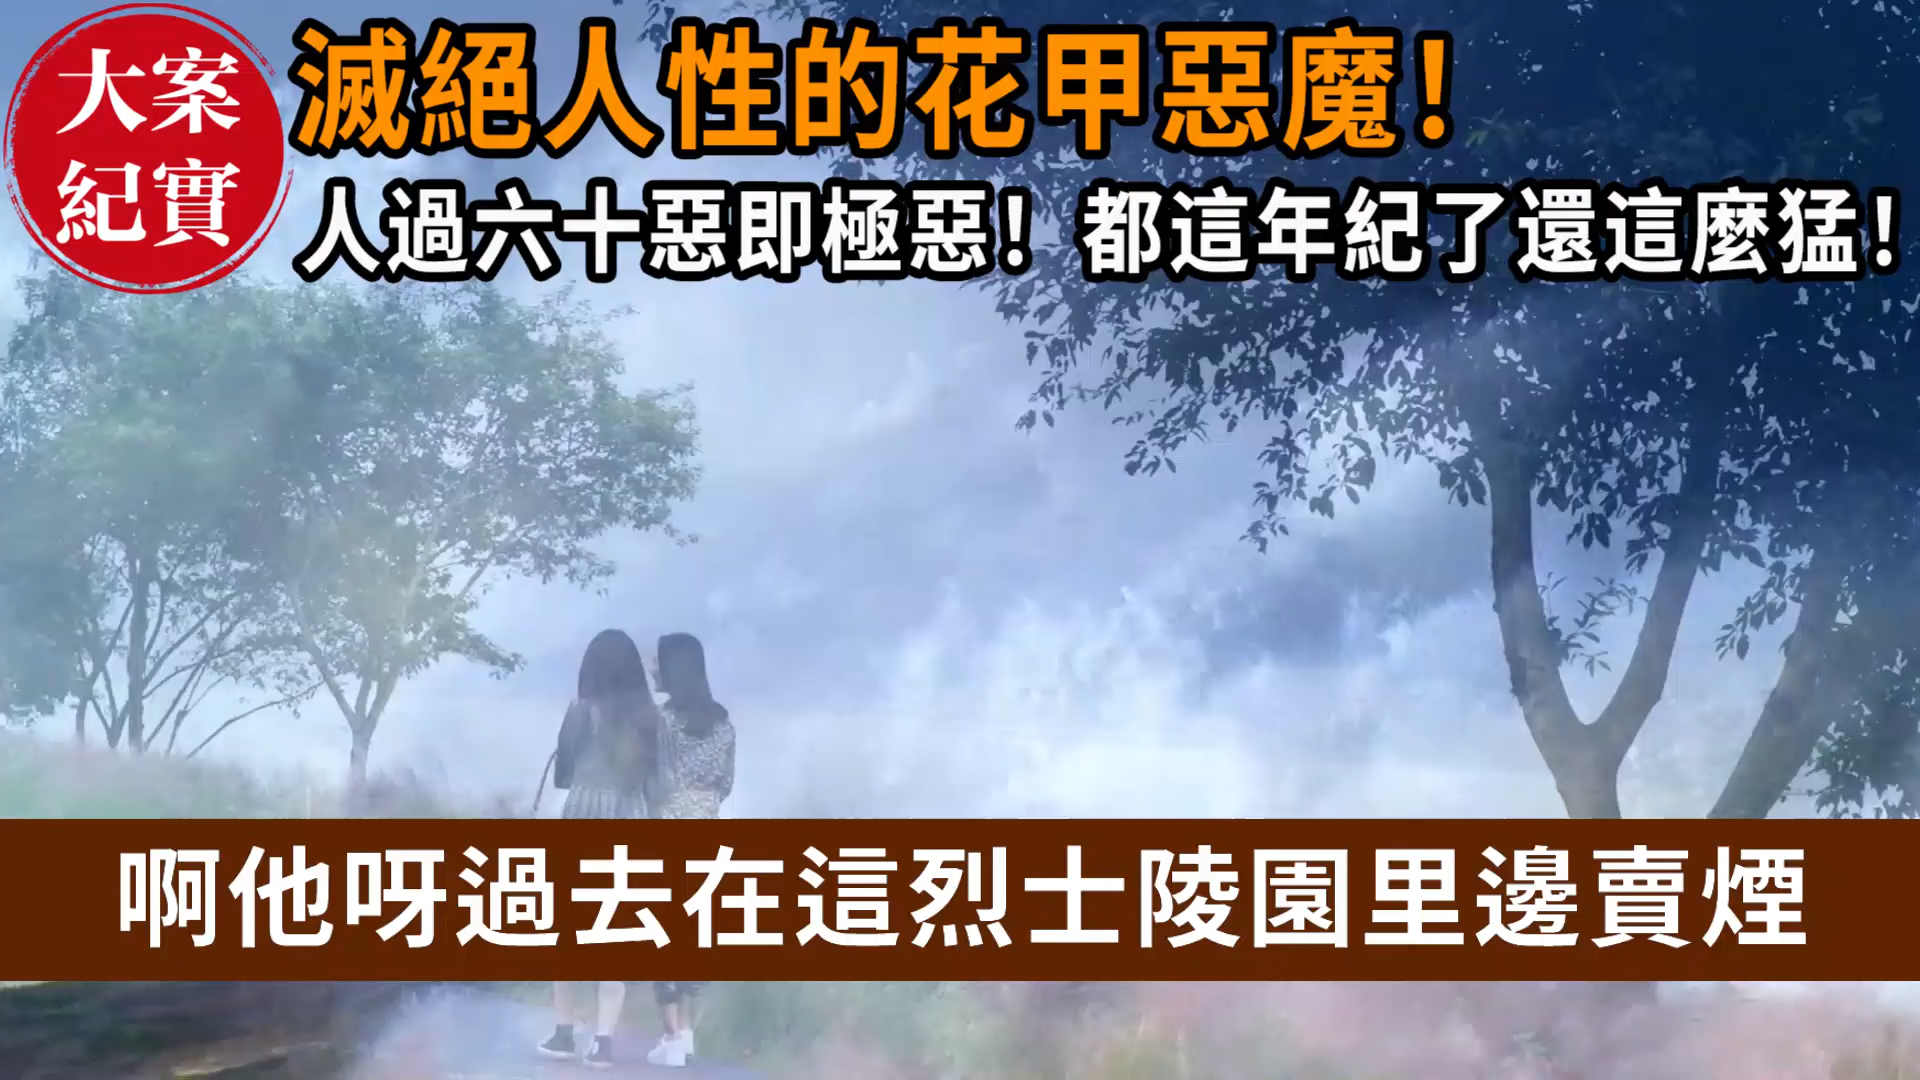 大案
紀實
滅絕人性的花甲惡魔！
人過六十惡即極惡！都這年紀了還這麼猛！
啊他呀過去在這烈士陵園里邊賣煙